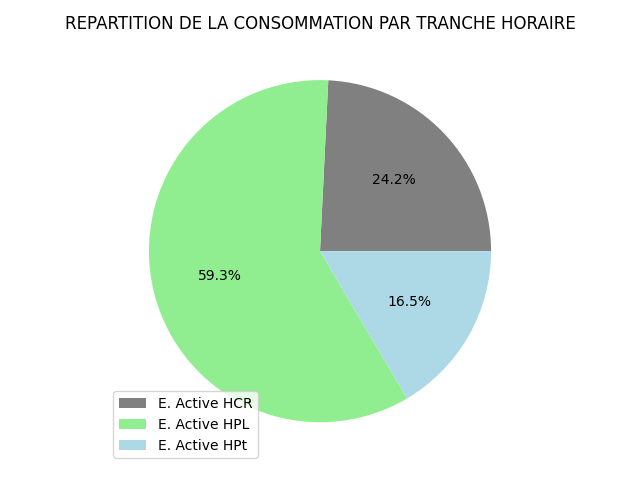 REPARTITION DE LA CONSOMMATION PAR TRANCHE HORAIRE
24.2%
59.3%
16.5%
E. Active HCR
E. Active HPL
E. Active HPt